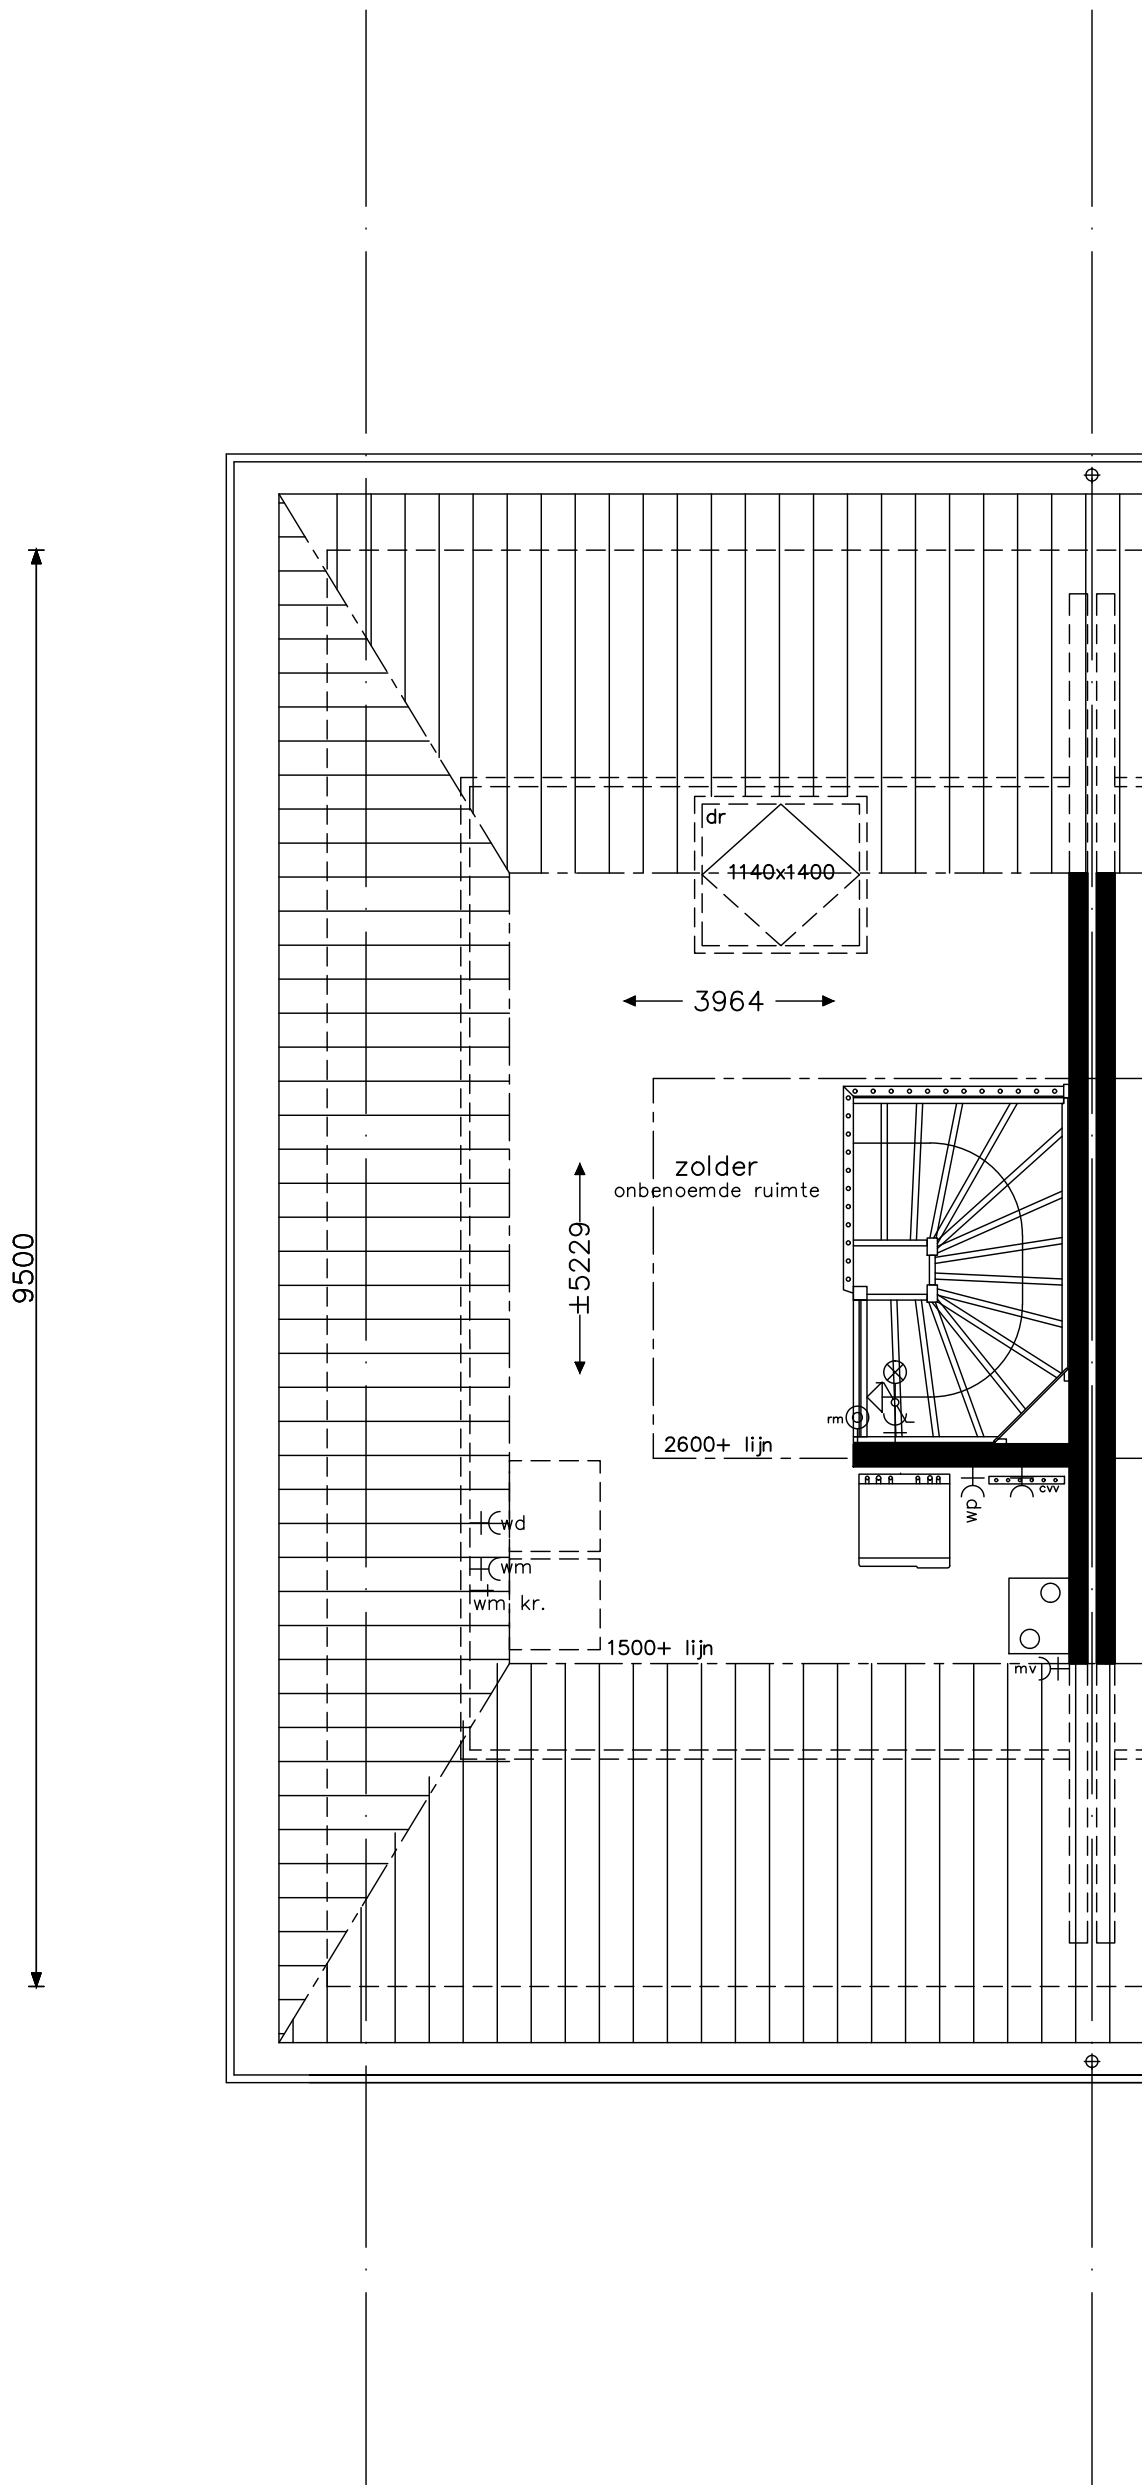 dr
1140x1400
3964
zolder
onbenoemde ruimte
±5229
9500
rm
2600+ lijn
wd
wp
cvv
wm
wm kr.
1500+ lijn
mv